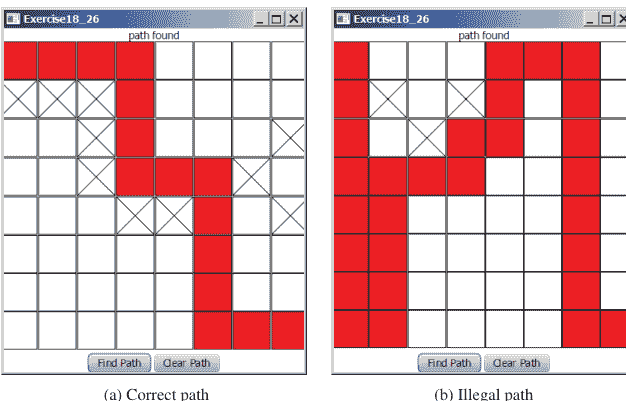 Exercise18_26
path found
Find Path Clear Path
(a) Correct path
Exercise18_26
path found
Find Path Clear Path
(b) Illegal path